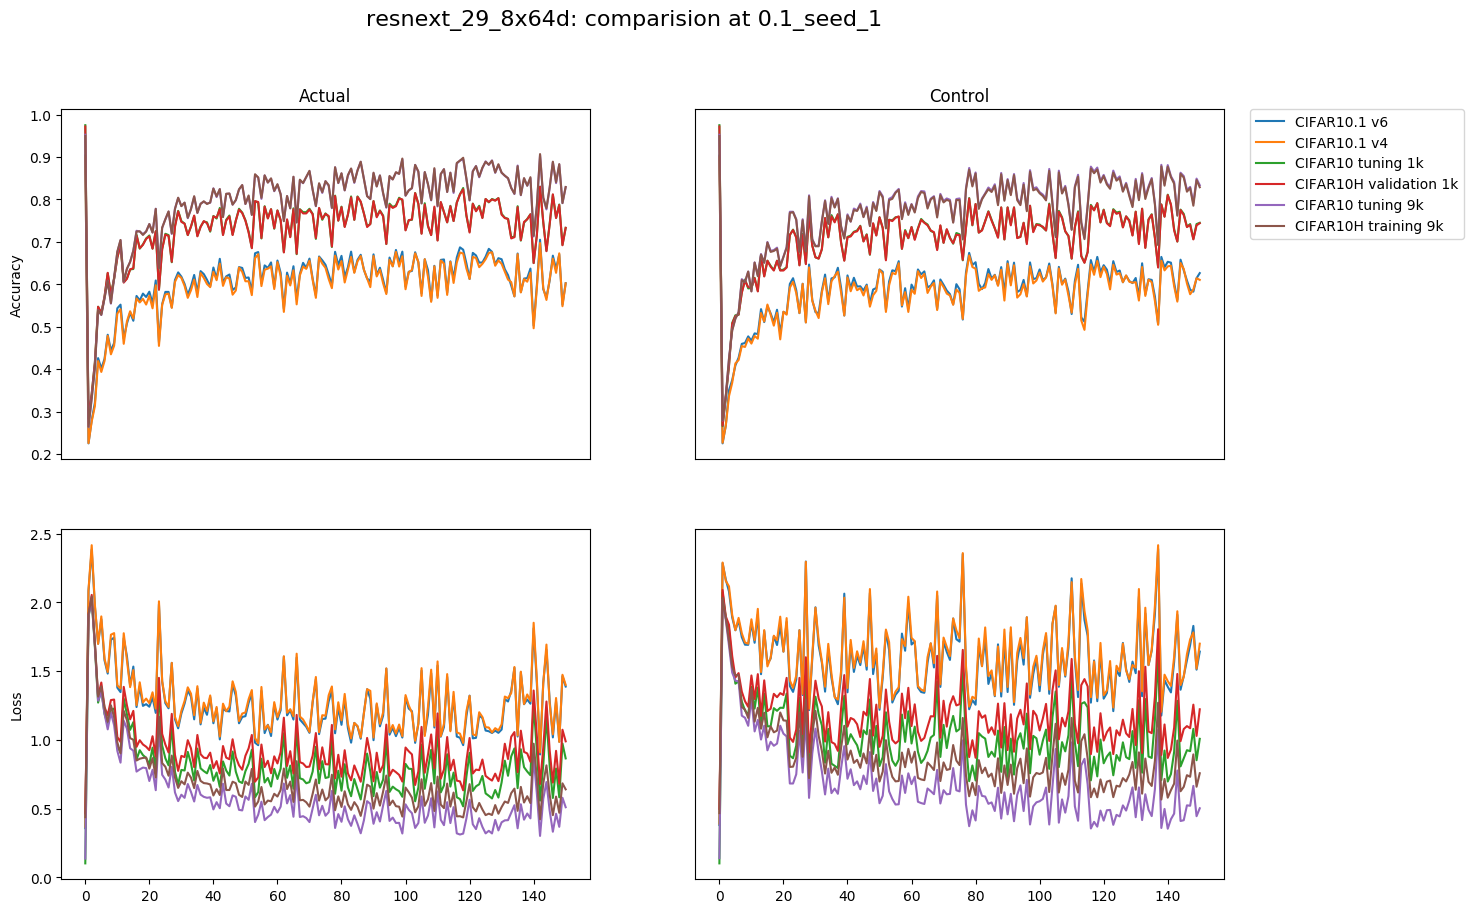 resnext_29_8x64d: comparision at 0.1_seed_1
Actual
Control
1.0
0.9
0.8
0.7
0.6
0.5
0.4
0.3
0.2
Accuracy
CIFAR10.1 v6
CIFAR10.1 v4
CIFAR10 tuning 1k
CIFAR10H validation 1k
CIFAR10 tuning 9k
CIFAR10H training 9k
2.5
2.0
1.5
1.0
0.5
0.0
Loss
0 20 40 60 80 100 120 140
0 20 40 60 80 100 120 140